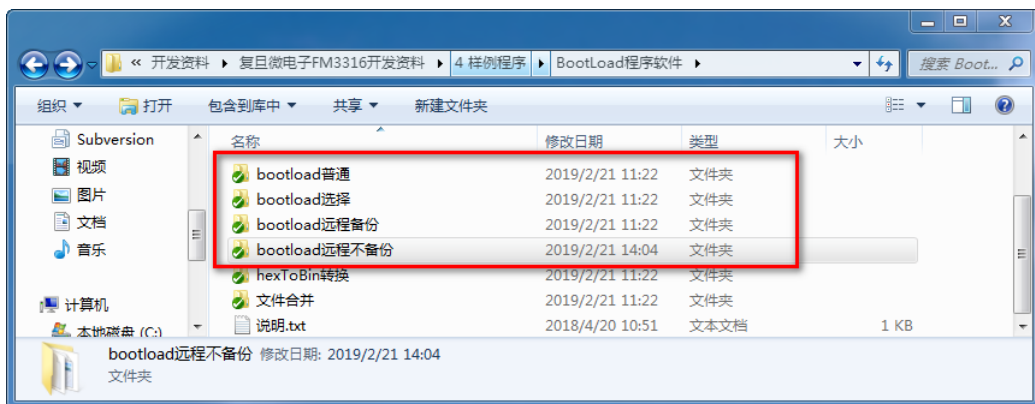 « 开发资料 ▸ 复旦微电子FM3316开发资料 ▸ 4 样例程序 ▸ BootLoad程序软件 ▸ 搜索 Boot...
组织 打开 包含到库中 共享 新建文件夹
Subversion
视频
图片
文档
音乐
计算机
本地磁盘 (C:)
名称 修改日期 类型 大小
bootload普通 2019/2/21 11:22 文件夹
bootload选择 2019/2/21 11:22 文件夹
bootload远程备份 2019/2/21 11:22 文件夹
bootload远程不备份 2019/2/21 14:04 文件夹
hexToBin转换 2019/2/21 11:22 文件夹
文件合并 2019/2/21 11:22 文件夹
说明.txt 2018/4/20 10:51 文本文档 1 KB
bootload远程不备份 修改日期: 2019/2/21 14:04
文件夹